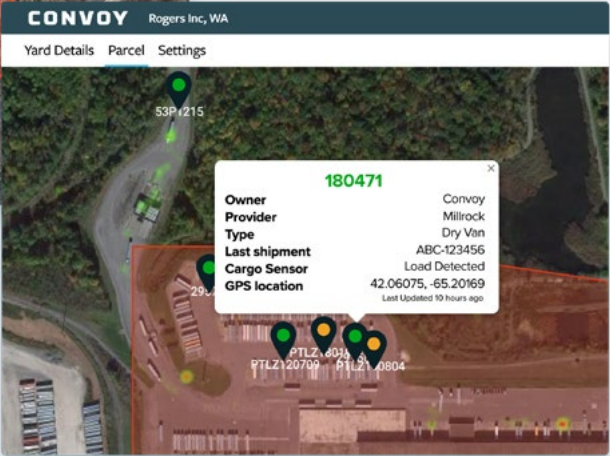 CONVOY Rogers Inc, WA
Yard Details Parcel Settings
180471
Owner Convoy
Provider Millrock
Type Dry Van
Last shipment ABC-123456
Cargo Sensor Load Detected
GPS location 42.06075, -65.20169
Last Updated 10 hours ago
PTLZ120709